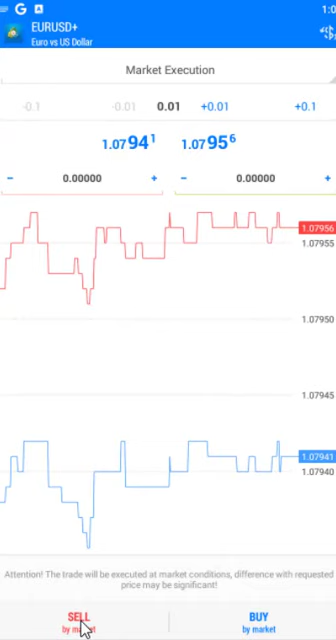 1:0
EURUSD+
Euro vs US Dollar
Market Execution
-0.1 -0.01 0.01 +0.01 +0.1
1.07941 1.07956
− 0.00000 + − 0.00000 +
1.07956
1.07955
1.07950
1.07945
1.07941
1.07940
Attention! The trade will be executed at market conditions, difference with requested
price may be significant!
SELL BUY
by market by market